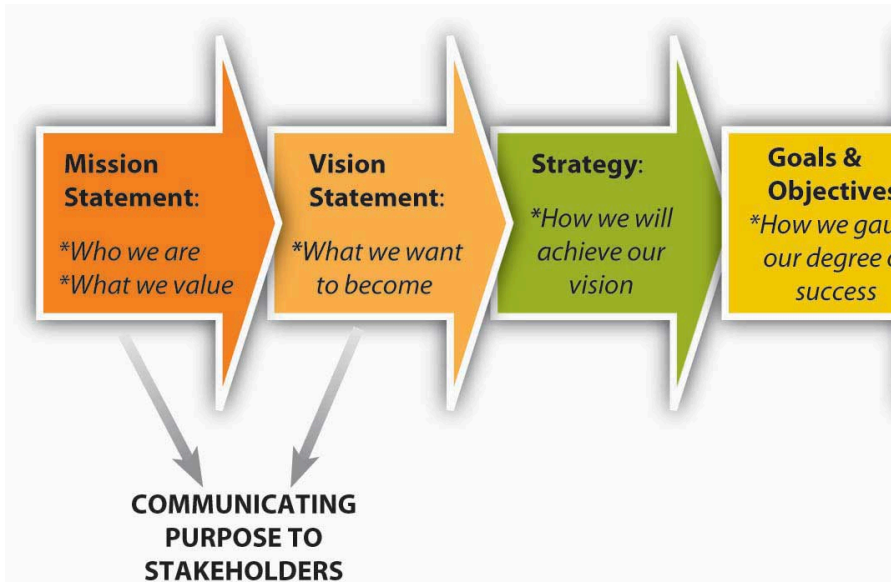 Mission
Statement:
*Who we are
*What we value
Vision
Statement:
*What we want
to become
Strategy:
*How we will
achieve our
vision
Goals &
Objectives
*How we
our degree
success
COMMUNICATING
PURPOSE TO
STAKEHOLDERS